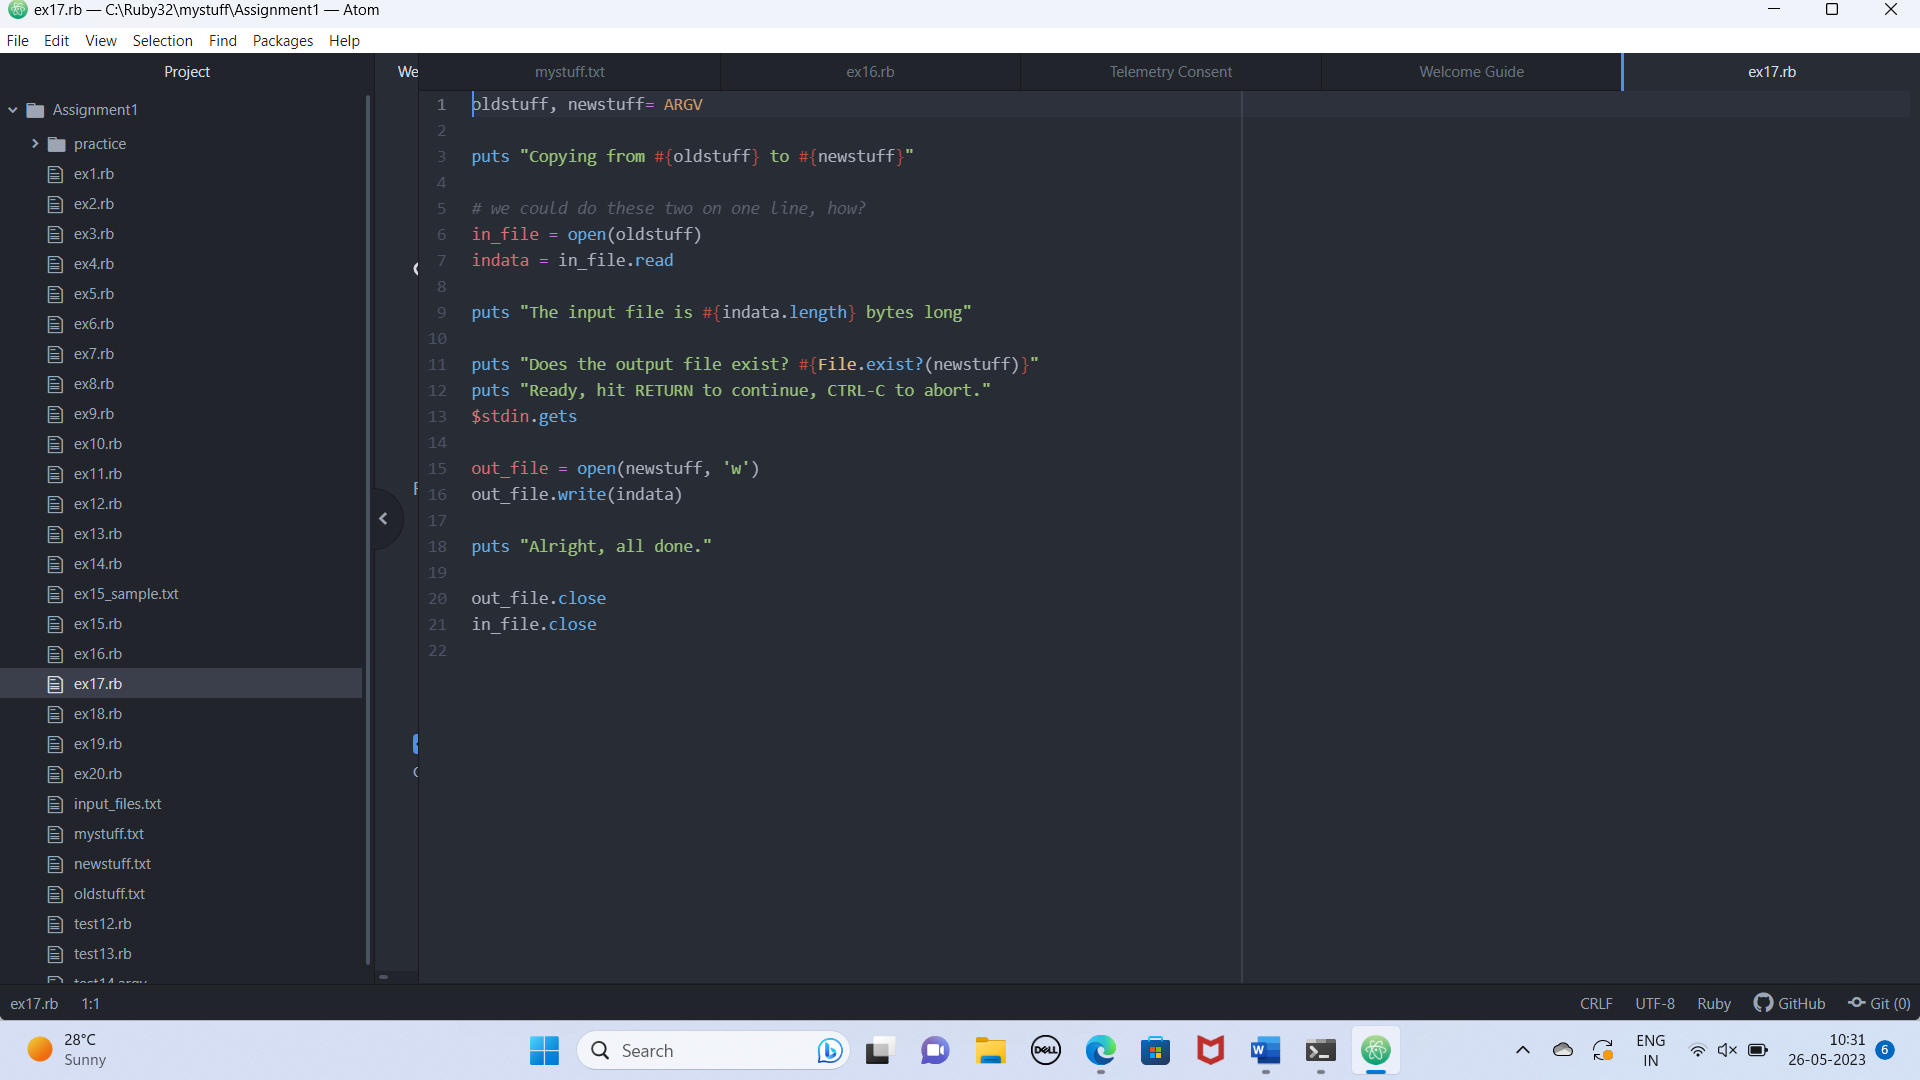 ex17.rb — C:\Ruby32\mystuff\Assignment1 — Atom
File Edit View Selection Find Packages Help
Project
We
mystuff.txt
ex16.rb
Telemetry Consent
Welcome Guide
ex17.rb
Assignment1
practice
ex1.rb
ex2.rb
ex3.rb
ex4.rb
ex5.rb
ex6.rb
ex7.rb
ex8.rb
ex9.rb
ex10.rb
ex11.rb
ex12.rb
ex13.rb
ex14.rb
ex15_sample.txt
ex15.rb
ex16.rb
ex17.rb
ex18.rb
ex19.rb
ex20.rb
input_files.txt
mystuff.txt
newstuff.txt
oldstuff.txt
test12.rb
test13.rb
1 oldstuff, newstuff= ARGV
2
3 puts "Copying from #{oldstuff} to #{newstuff}"
4
5 # we could do these two on one line, how?
6 in_file = open(oldstuff)
7 indata = in_file.read
8
9 puts "The input file is #{indata.length} bytes long"
10
11 puts "Does the output file exist? #{File.exist?(newstuff)}"
12 puts "Ready, hit RETURN to continue, CTRL-C to abort."
13 $stdin.gets
14
15 out_file = open(newstuff, 'w')
16 out_file.write(indata)
17
18 puts "Alright, all done."
19
20 out_file.close
21 in_file.close
22
ex17.rb 1:1
CRLF UTF-8 Ruby GitHub Git (0)
28°C
Sunny
Search
DELL
W
ENG
IN
10:31
26-05-2023
6